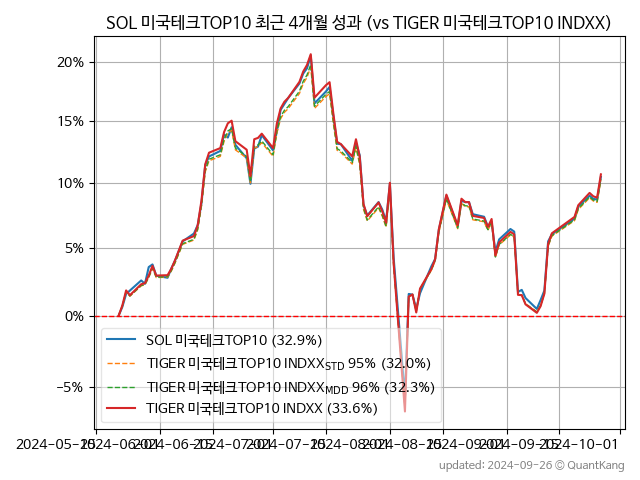 SOL 미국테크TOP10 최근 4개월 성과 (vs TIGER 미국테크TOP10 INDXX)
20%
15%
10%
5%
0%
−5%
SOL 미국테크TOP10 (32.9%)
TIGER 미국테크TOP10 INDXX STD 95% (32.0%)
TIGER 미국테크TOP10 INDXX MDD 96% (32.3%)
TIGER 미국테크TOP10 INDXX (33.6%)
2024-05-15 2024-06-01 2024-06-15 2024-07-01 2024-07-15 2024-08-01 2024-08-15 2024-09-01 2024-09-15 2024-10-01
updated: 2024-09-26 © QuantKang